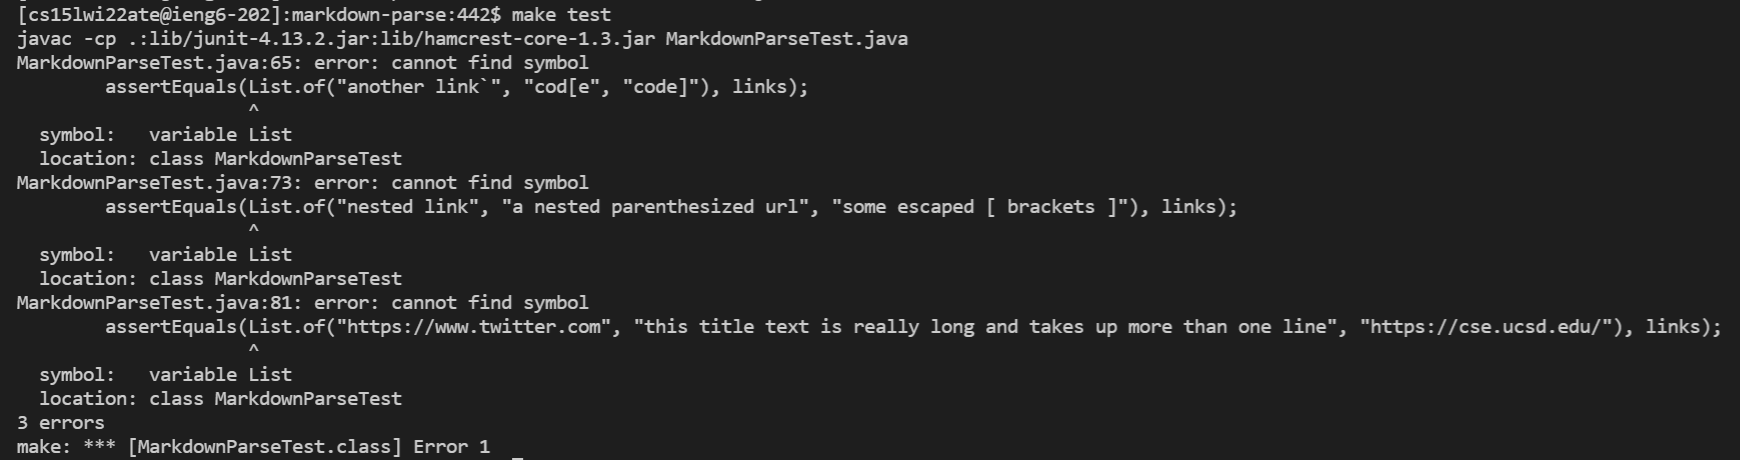 [cs15lwi22ate@ieng6-202]:markdown-parse:442$ make test
javac -cp .:lib/junit-4.13.2.jar:lib/hamcrest-core-1.3.jar MarkdownParseTest.java
MarkdownParseTest.java:65: error: cannot find symbol
        assertEquals(List.of("another link`", "cod[e", "code]"), links);
                     ^
  symbol:   variable List
  location: class MarkdownParseTest
MarkdownParseTest.java:73: error: cannot find symbol
        assertEquals(List.of("nested link", "a nested parenthesized url", "some escaped [ brackets ]"), links);
                     ^
  symbol:   variable List
  location: class MarkdownParseTest
MarkdownParseTest.java:81: error: cannot find symbol
        assertEquals(List.of("https://www.twitter.com", "this title text is really long and takes up more than one line", "https://cse.ucsd.edu/"), links);
                     ^
  symbol:   variable List
  location: class MarkdownParseTest
3 errors
make: *** [MarkdownParseTest.class] Error 1